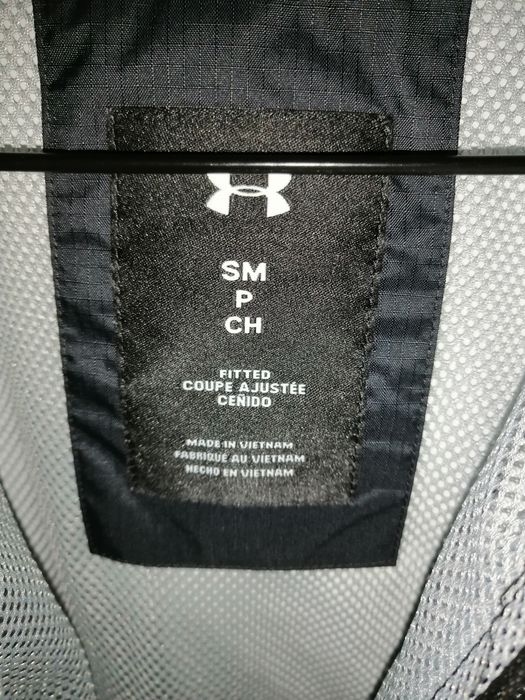 SM
P
CH
FITTED
COUPE AJUSTÉE
CEÑIDO
MADE IN VIETNAM
FABRIQUÉ AU VIETNAM
HECHO EN VIETNAM